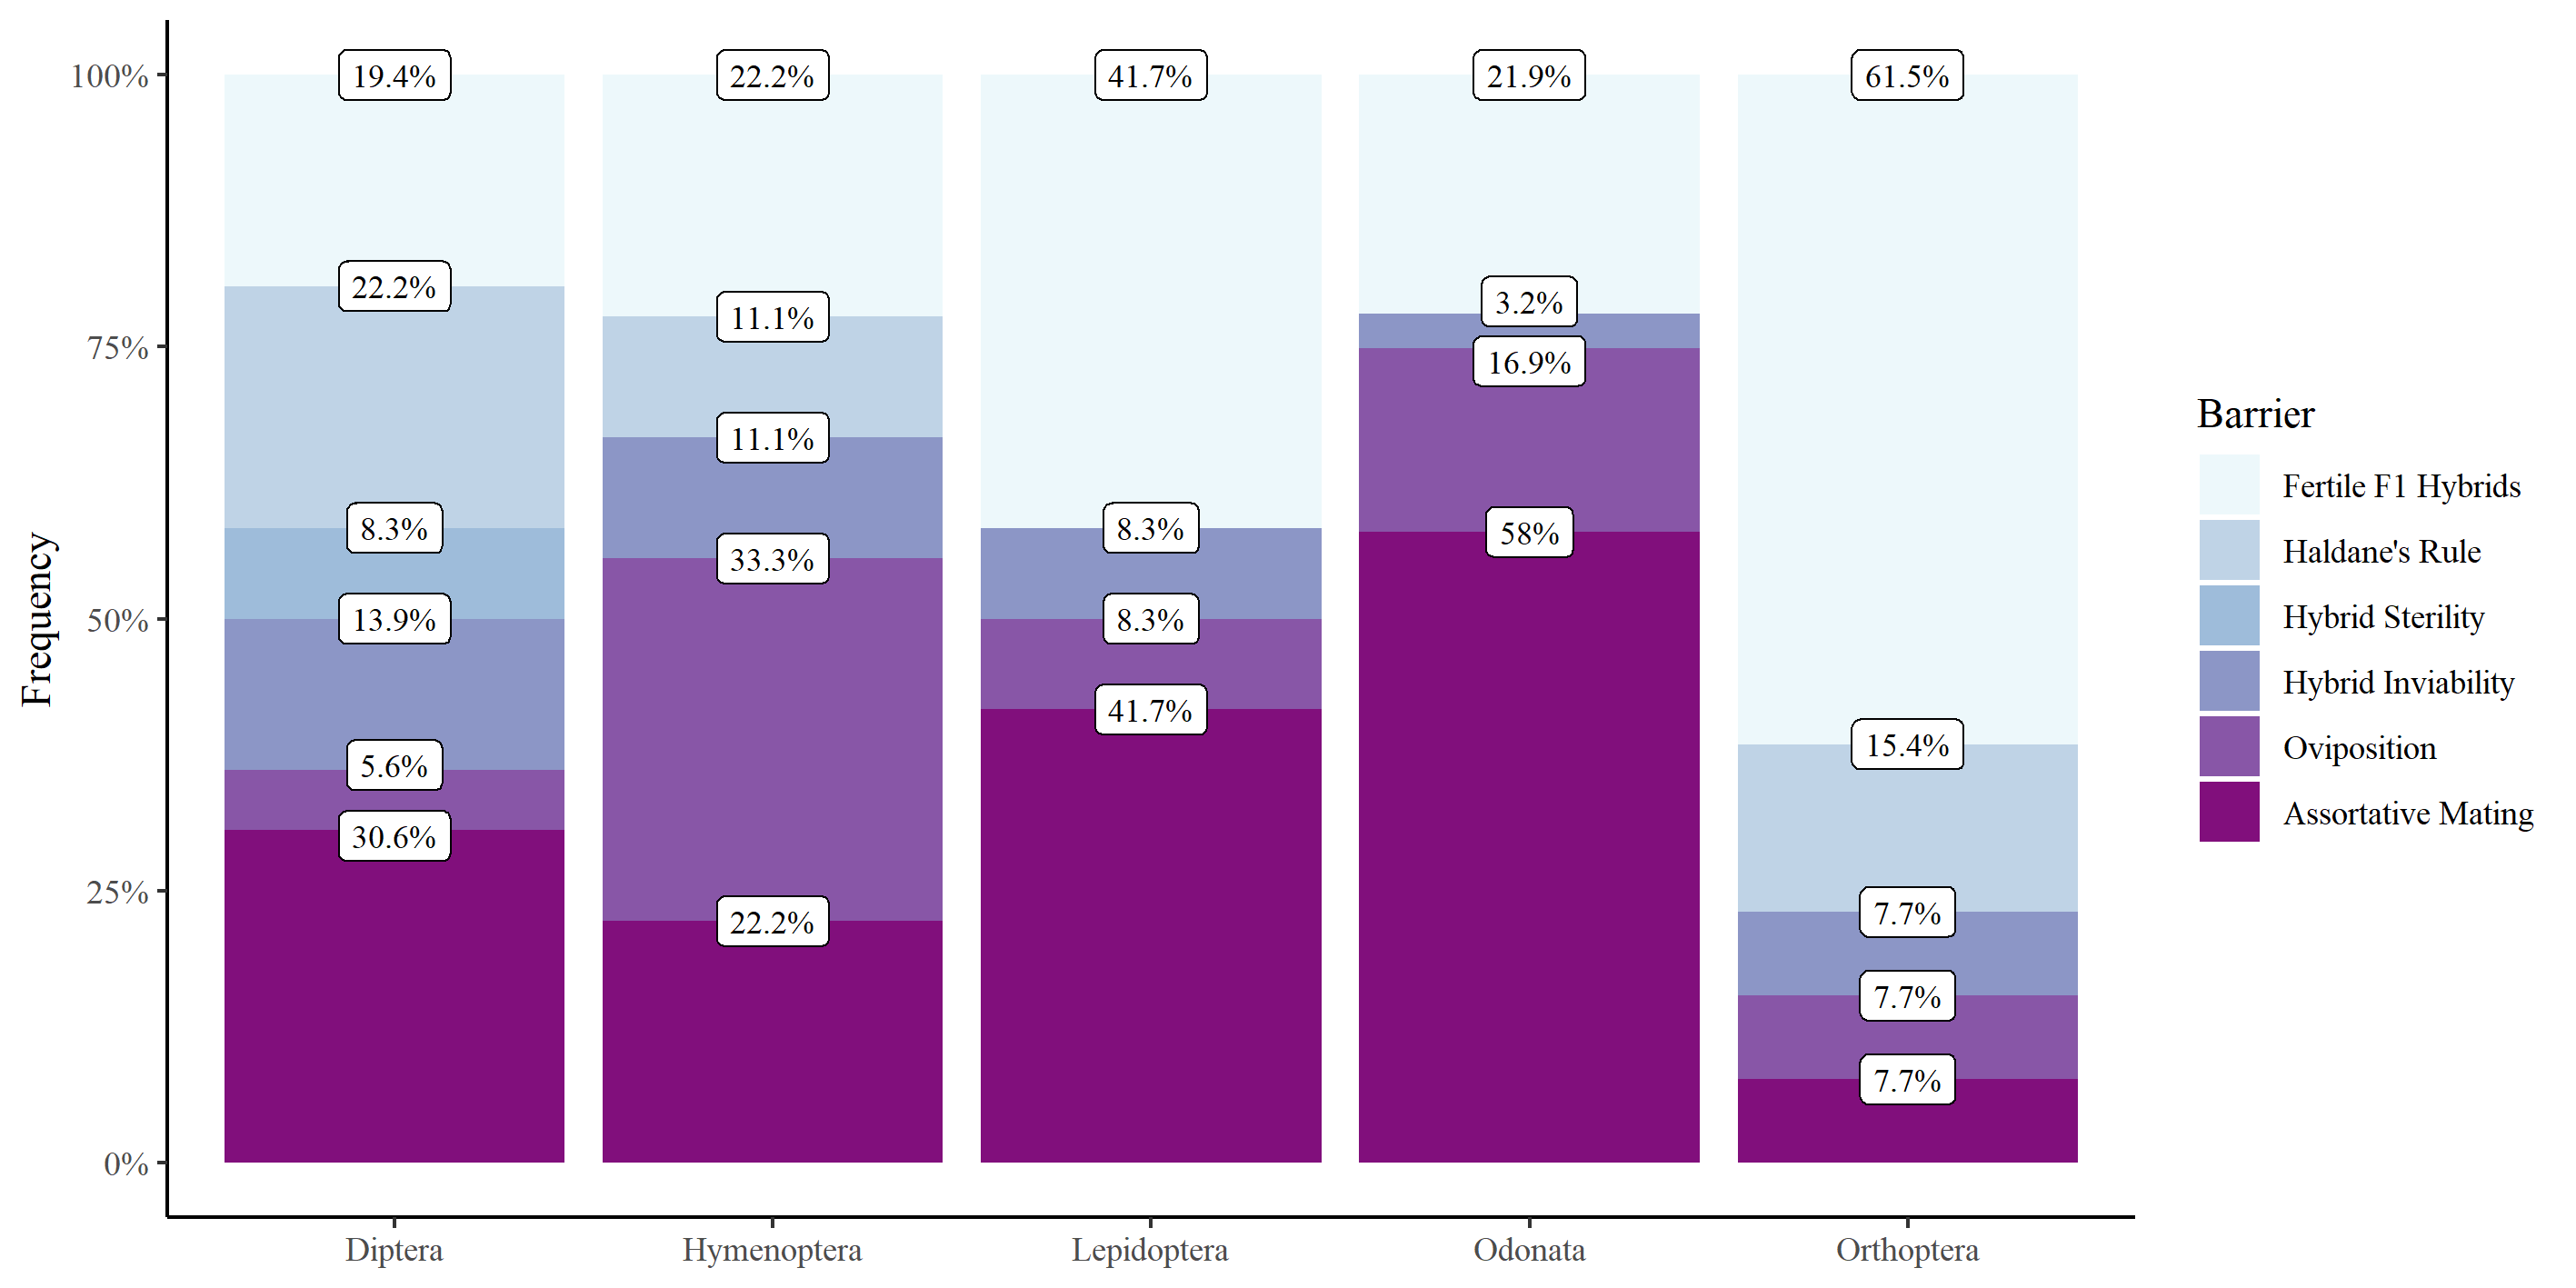 Frequency
100%
75%
50%
25%
0%
19.4%
22.2%
8.3%
13.9%
5.6%
30.6%
22.2%
11.1%
11.1%
33.3%
22.2%
41.7%
8.3%
8.3%
41.7%
21.9%
3.2%
16.9%
58%
61.5%
15.4%
7.7%
7.7%
7.7%
Diptera
Hymenoptera
Lepidoptera
Odonata
Orthoptera
Barrier
Fertile F1 Hybrids
Haldane's Rule
Hybrid Sterility
Hybrid Inviability
Oviposition
Assortative Mating